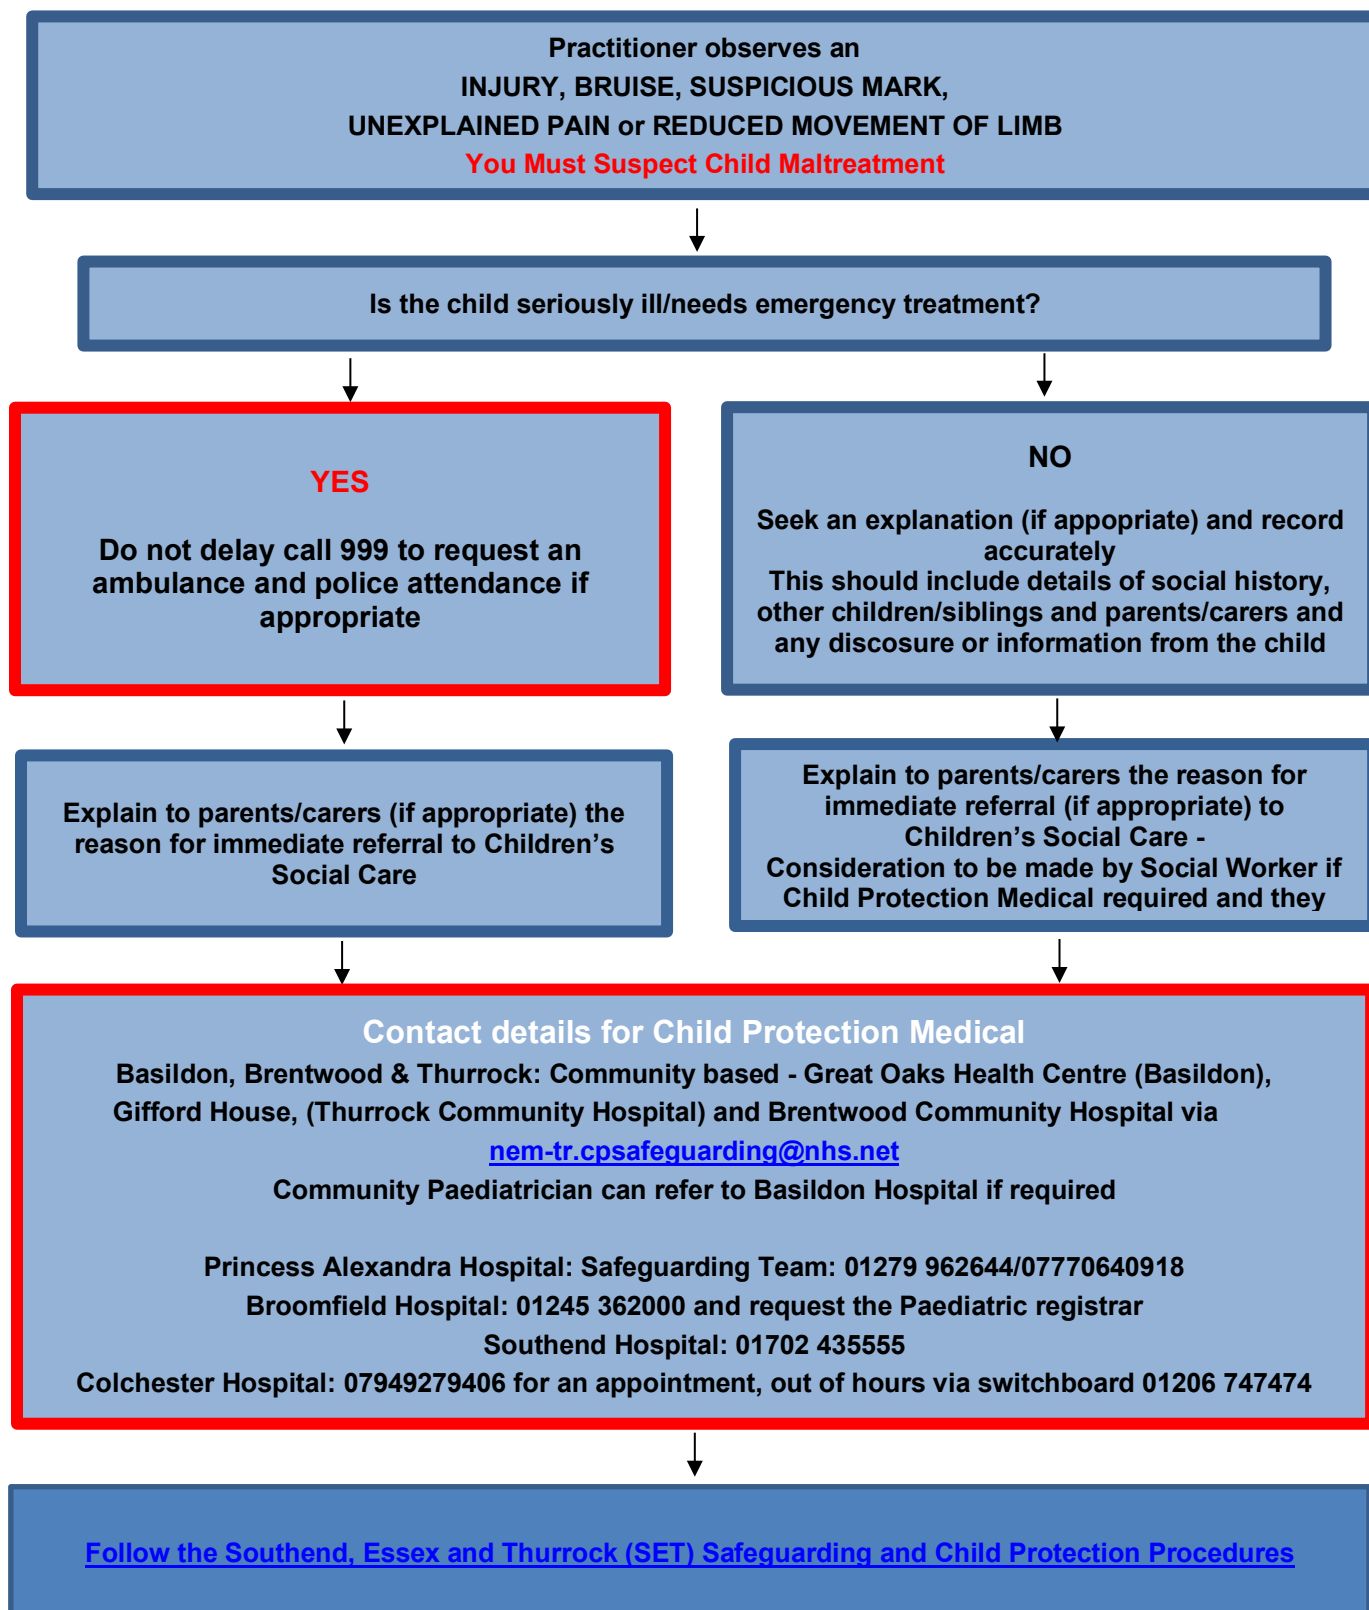 Practitioner observes an
INJURY, BRUISE, SUSPICIOUS MARK,
UNEXPLAINED PAIN or REDUCED MOVEMENT OF LIMB
You Must Suspect Child Maltreatment
Is the child seriously ill/needs emergency treatment?
YES
Do not delay call 999 to request an
ambulance and police attendance if
appropriate
NO
Seek an explanation (if appopriate) and record
accurately
This should include details of social history,
other children/siblings and parents/carers and
any discosure or information from the child
Explain to parents/carers (if appropriate) the
reason for immediate referral to Children’s
Social Care
Explain to parents/carers the reason for
immediate referral (if appropriate) to
Children’s Social Care -
Consideration to be made by Social Worker if
Child Protection Medical required and they
Contact details for Child Protection Medical
Basildon, Brentwood & Thurrock: Community based - Great Oaks Health Centre (Basildon),
Gifford House, (Thurrock Community Hospital) and Brentwood Community Hospital via
nem-tr.cpsafeguarding@nhs.net
Community Paediatrician can refer to Basildon Hospital if required
Princess Alexandra Hospital: Safeguarding Team: 01279 962644/07770640918
Broomfield Hospital: 01245 362000 and request the Paediatric registrar
Southend Hospital: 01702 435555
Colchester Hospital: 07949279406 for an appointment, out of hours via switchboard 01206 747474
Follow the Southend, Essex and Thurrock (SET) Safeguarding and Child Protection Procedures